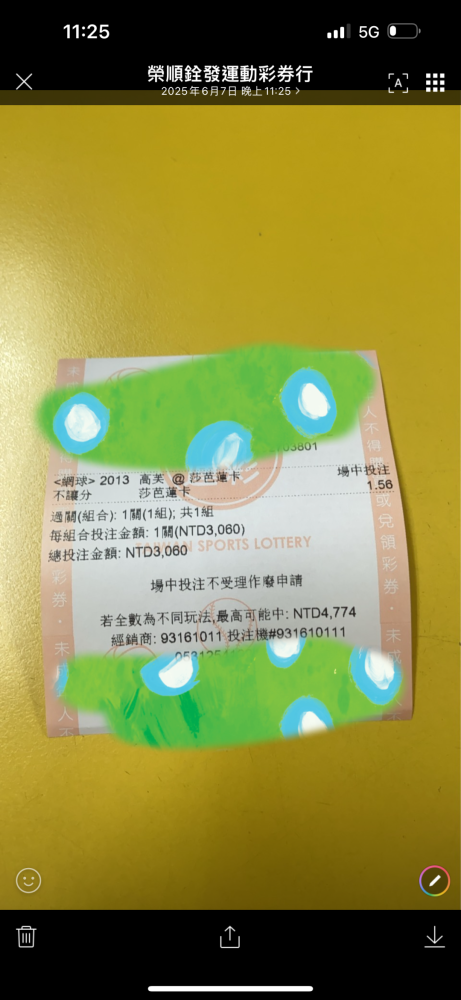 11:25
5G
榮順銓發運動彩券行
2025年6月7日 晚上11:25
A
03801
<網球> 2013 高芙 @ 莎芭蓮卡 場中投注
不讓分 莎芭蓮卡 1.56
過關(組合): 1關(1組); 共1組
每組合投注金額: 1關(NTD3,060)
總投注金額: NTD3,060
TAIWAN SPORTS LOTTERY
場中投注不受理作廢申請
若全數為不同玩法,最高可能中: NTD4,774
經銷商: 93161011 投注機#931610111